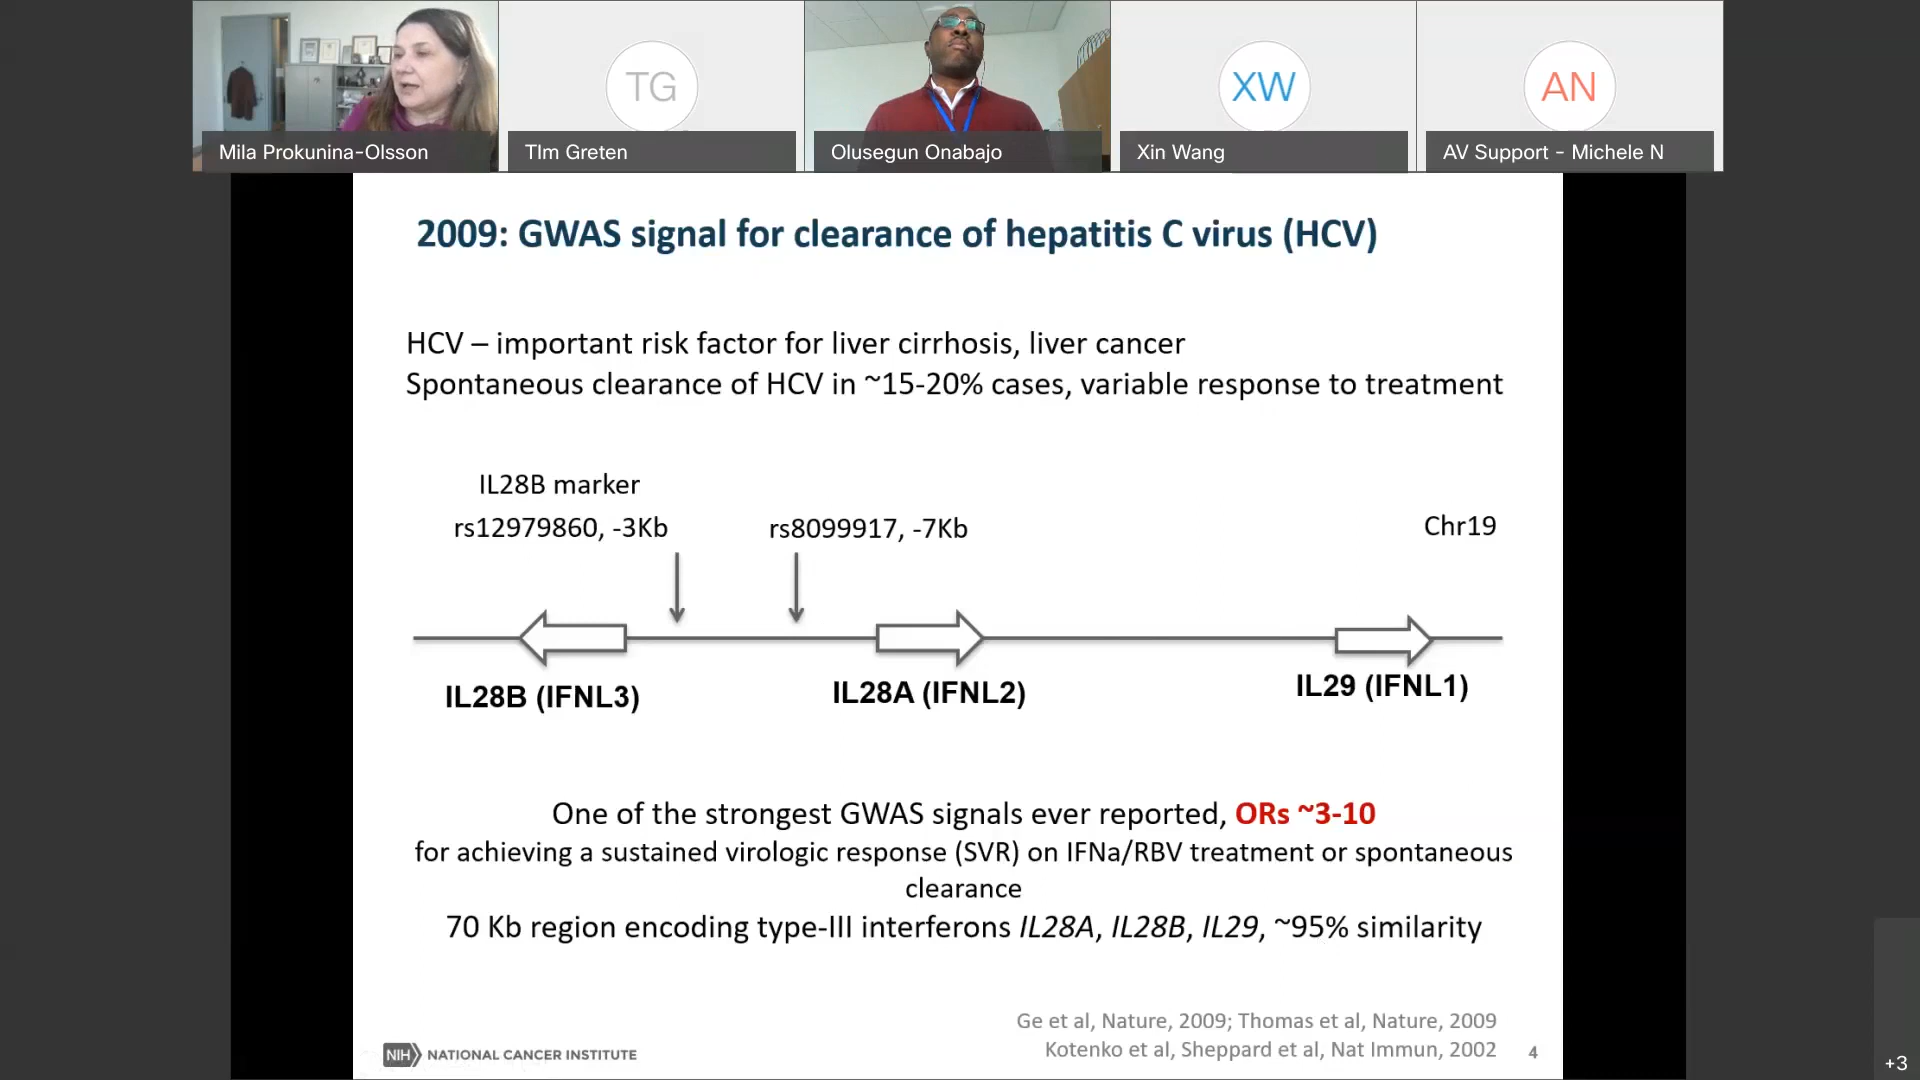 TG
XW
AN
Mila Prokunina-Olsson
TIm Greten
Olusegun Onabajo
Xin Wang
AV Support - Michele N
2009: GWAS signal for clearance of hepatitis C virus (HCV)
HCV – important risk factor for liver cirrhosis, liver cancer
Spontaneous clearance of HCV in ~15-20% cases, variable response to treatment
IL28B marker
rs12979860, -3Kb
rs8099917, -7Kb
Chr19
IL28B (IFNL3)
IL28A (IFNL2)
IL29 (IFNL1)
One of the strongest GWAS signals ever reported, ORs ~3-10
for achieving a sustained virologic response (SVR) on IFNa/RBV treatment or spontaneous
clearance
70 Kb region encoding type-III interferons IL28A, IL28B, IL29, ~95% similarity
Ge et al, Nature, 2009; Thomas et al, Nature, 2009
Kotenko et al, Sheppard et al, Nat Immun, 2002
4
NIH NATIONAL CANCER INSTITUTE
+3